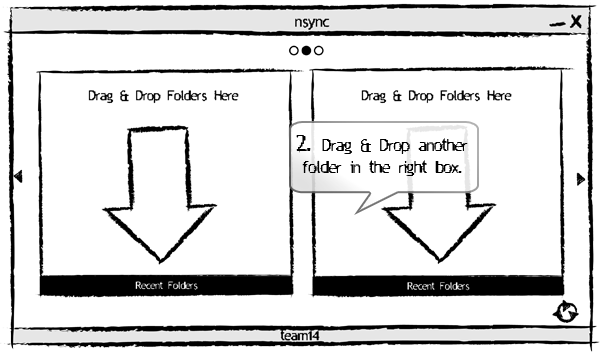 nsync
Drag & Drop Folders Here
Drag & Drop Folders Here
2. Drag & Drop another
folder in the right box.
Recent Folders
Recent Folders
team14